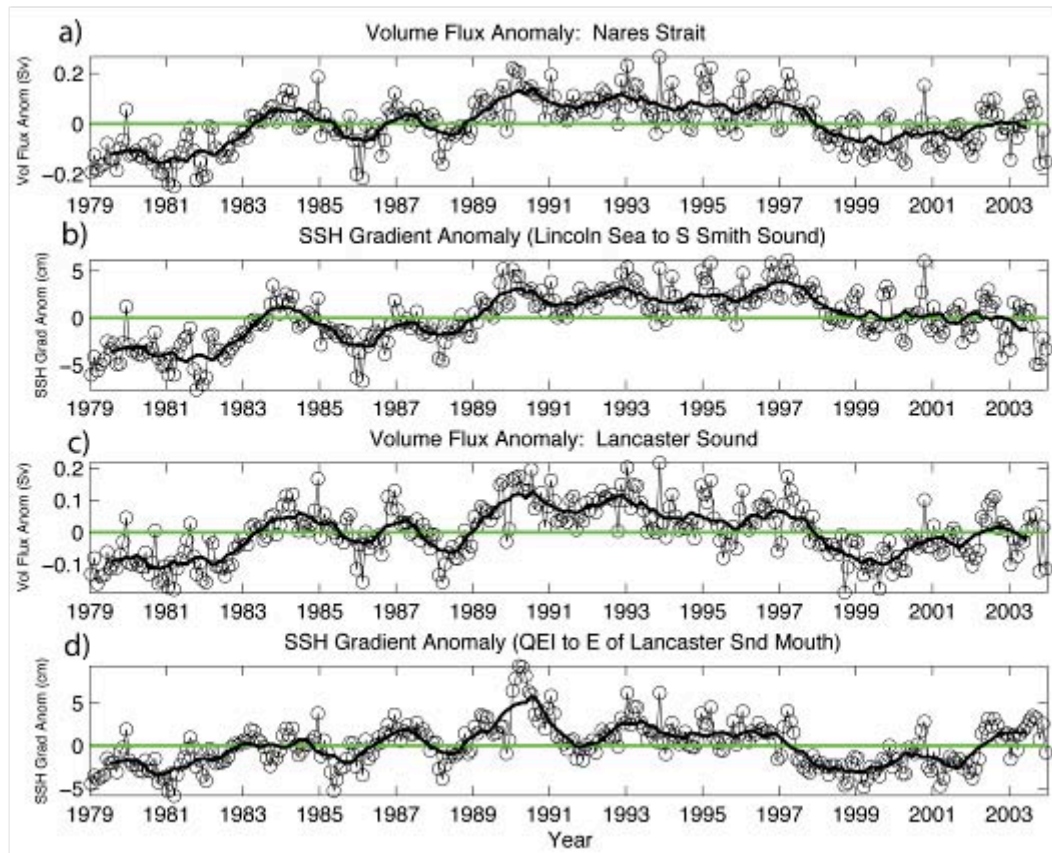 a) Volume Flux Anomaly: Nares Strait
Vol Flux Anom (Sv)
0.2
0
−0.2
1979 1981 1983 1985 1987 1989 1991 1993 1995 1997 1999 2001 2003
b) SSH Gradient Anomaly (Lincoln Sea to S Smith Sound)
SSH Grad Anom (cm)
5
0
−5
1979 1981 1983 1985 1987 1989 1991 1993 1995 1997 1999 2001 2003
c) Volume Flux Anomaly: Lancaster Sound
Vol Flux Anom (Sv)
0.2
0.1
0
−0.1
1979 1981 1983 1985 1987 1989 1991 1993 1995 1997 1999 2001 2003
d) SSH Gradient Anomaly (QEI to E of Lancaster Snd Mouth)
SSH Grad Anom (cm)
5
0
−5
1979 1981 1983 1985 1987 1989 1991 1993 1995 1997 1999 2001 2003
Year